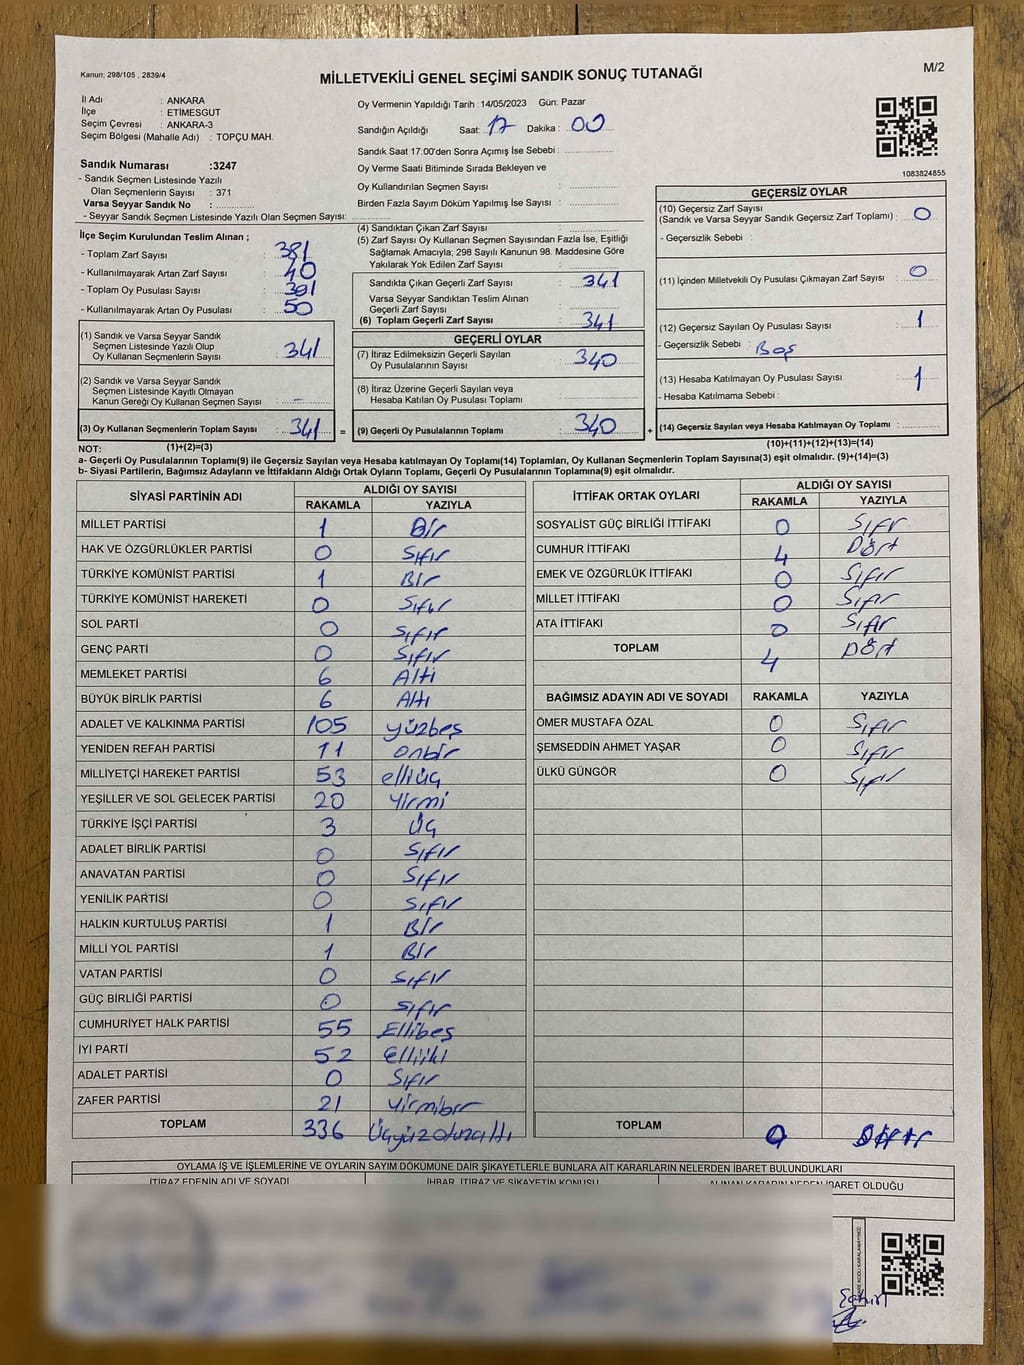 Kanun: 298/105 , 2839/4
MİLLETVEKİLİ GENEL SEÇİMİ SANDIK SONUÇ TUTANAĞI
M/2
İl Adı : ANKARA
İlçe : ETİMESGUT
Seçim Çevresi : ANKARA-3
Seçim Bölgesi (Mahalle Adı) : TOPÇU MAH.
Sandık Numarası :3247
- Sandık Seçmen Listesinde Yazılı
Olan Seçmenlerin Sayısı : 371
Varsa Seyyar Sandık No :
- Seyyar Sandık Seçmen Listesinde Yazılı Olan Seçmen Sayısı:
Oy Vermenin Yapıldığı Tarih : 14/05/2023 Gün: Pazar
Sandığın Açıldığı Saat: 17 Dakika : 00
Sandık Saat 17:00'den Sonra Açımış İse Sebebi :
Oy Verme Saati Bitiminde Sırada Bekleyen ve
Oy Kullandırılan Seçmen Sayısı :
Birden Fazla Sayım Döküm Yapılmış İse Sayısı :
1083824855
İlçe Seçim Kurulundan Teslim Alınan ;
- Toplam Zarf Sayısı : 381
- Kullanılmayarak Artan Zarf Sayısı : 40
- Toplam Oy Pusulası Sayısı : 391
- Kullanılmayarak Artan Oy Pusulası : 50
(1) Sandık ve Varsa Seyyar Sandık
Seçmen Listesinde Yazılı Olup
Oy Kullanan Seçmenlerin Sayısı : 341
(2) Sandık ve Varsa Seyyar Sandık
Seçmen Listesinde Kayıtlı Olmayan
Kanun Gereği Oy Kullanan Seçmen Sayısı : -
(3) Oy Kullanan Seçmenlerin Toplam Sayısı : 341
(4) Sandıktan Çıkan Zarf Sayısı :
(5) Zarf Sayısı Oy Kullanan Seçmen Sayısından Fazla İse, Eşitliği
Sağlamak Amacıyla, 298 Sayılı Kanunun 98. Maddesine Göre
Yakılarak Yok Edilen Zarf Sayısı :
Sandıkta Çıkan Geçerli Zarf Sayısı : 341
Varsa Seyyar Sandıktan Teslim Alınan
Geçerli Zarf Sayısı :
(6) Toplam Geçerli Zarf Sayısı : 341
GEÇERLİ OYLAR
(7) İtiraz Edilmeksizin Geçerli Sayılan
Oy Pusulalarının Sayısı : 340
(8) İtiraz Üzerine Geçerli Sayılan veya
Hesaba Katılan Oy Pusulası Toplamı :
= (9) Geçerli Oy Pusulalarının Toplamı : 340 +
GEÇERSİZ OYLAR
(10) Geçersiz Zarf Sayısı
(Sandık ve Varsa Seyyar Sandık Geçersiz Zarf Toplamı) : 0
- Geçersizlik Sebebi :
(11) İçinden Milletvekili Oy Pusulası Çıkmayan Zarf Sayısı : 0
(12) Geçersiz Sayılan Oy Pusulası Sayısı : 1
- Geçersizlik Sebebi : Boş
(13) Hesaba Katılmayan Oy Pusulası Sayısı : 1
- Hesaba Katılmama Sebebi :
(14) Geçersiz Sayılan veya Hesaba Katılmayan Oy Toplamı :
NOT: (1)+(2)=(3) (10)+(11)+(12)+(13)=(14)
a- Geçerli Oy Pusulalarının Toplamı(9) ile Geçersiz Sayılan veya Hesaba katılmayan Oy Toplamı(14) Toplamları, Oy Kullanan Seçmenlerin Toplam Sayısına(3) eşit olmalıdır. (9)+(14)=(3)
b- Siyasi Partilerin, Bağımsız Adayların ve İttifakların Aldığı Ortak Oyların Toplamı, Geçerli Oy Pusulalarının Toplamına(9) eşit olmalıdır.
SİYASİ PARTİNİN ADI ALDIĞI OY SAYISI
RAKAMLA YAZIYLA
MİLLET PARTİSİ 1 Bir
HAK VE ÖZGÜRLÜKLER PARTİSİ 0 Sıfır
TÜRKİYE KOMÜNİST PARTİSİ 1 Bir
TÜRKİYE KOMÜNİST HAREKETİ 0 Sıfır
SOL PARTİ 0 Sıfır
GENÇ PARTİ 0 Sıfır
MEMLEKET PARTİSİ 6 Altı
BÜYÜK BİRLİK PARTİSİ 6 Altı
ADALET VE KALKINMA PARTİSİ 105 yüzbeş
YENİDEN REFAH PARTİSİ 11 onbir
MİLLİYETÇİ HAREKET PARTİSİ 53 elliüç
YEŞİLLER VE SOL GELECEK PARTİSİ 20 Yirmi
TÜRKİYE İŞÇİ PARTİSİ 3 Üç
ADALET BİRLİK PARTİSİ 0 Sıfır
ANAVATAN PARTİSİ 0 Sıfır
YENİLİK PARTİSİ 0 Sıfır
HALKIN KURTULUŞ PARTİSİ 1 Bir
MİLLİ YOL PARTİSİ 1 Bir
VATAN PARTİSİ 0 Sıfır
GÜÇ BİRLİĞİ PARTİSİ 0 Sıfır
CUMHURİYET HALK PARTİSİ 55 Ellibeş
İYİ PARTİ 52 Elliiki
ADALET PARTİSİ 0 Sıfır
ZAFER PARTİSİ 21 Yirmibir
TOPLAM 336 Üçyüzotuzaltı
İTTİFAK ORTAK OYLARI ALDIĞI OY SAYISI
RAKAMLA YAZIYLA
SOSYALİST GÜÇ BİRLİĞİ İTTİFAKI 0 Sıfır
CUMHUR İTTİFAKI 4 Dört
EMEK VE ÖZGÜRLÜK İTTİFAKI 0 Sıfır
MİLLET İTTİFAKI 0 Sıfır
ATA İTTİFAKI 0 Sıfır
TOPLAM 4 Dört
BAĞIMSIZ ADAYIN ADI VE SOYADI RAKAMLA YAZIYLA
ÖMER MUSTAFA ÖZAL 0 Sıfır
ŞEMSEDDİN AHMET YAŞAR 0 Sıfır
ÜLKÜ GÜNGÖR 0 Sıfır
TOPLAM 0
OYLAMA İŞ VE İŞLEMLERİNE VE OYLARIN SAYIM DÖKÜMÜNE DAİR ŞİKAYETLERLE BUNLARA AİT KARARLARIN NELERDEN İBARET BULUNDUKLARI
İTİRAZ EDENİN ADI VE SOYADI İHBAR, İTİRAZ VE ŞİKAYETİN KONUSU ALINAN KARARIN NEDEN İBARET OLDUĞU